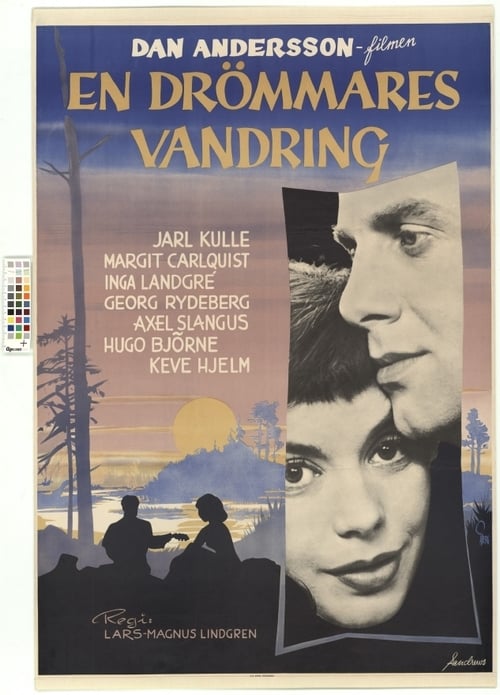 DAN ANDERSSON-filmen
EN DRÖMMARES
VANDRING
JARL KULLE
MARGIT CARLQUIST
INGA LANDGRÉ
GEORG RYDEBERG
AXEL SLANGUS
HUGO BJÖRNE
KEVE HJELM
Regi:
LARS-MAGNUS LINDGREN
Sandrews